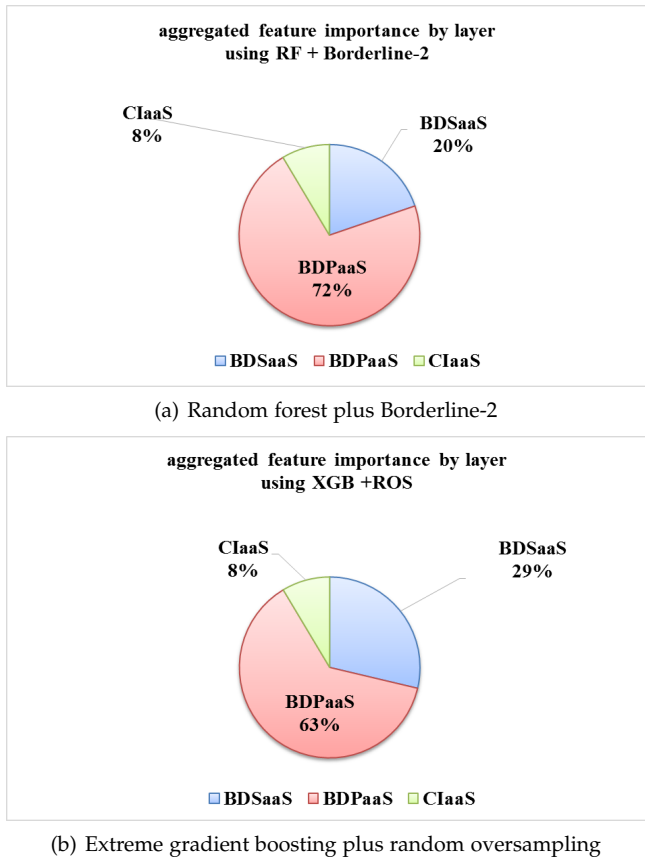 aggregated feature importance by layer
using RF + Borderline-2
CIaaS
8%
BDSaaS
20%
BDPaaS
72%
BDSaaS BDPaaS CIaaS
(a) Random forest plus Borderline-2
aggregated feature importance by layer
using XGB +ROS
CIaaS
8%
BDSaaS
29%
BDPaaS
63%
BDSaaS BDPaaS CIaaS
(b) Extreme gradient boosting plus random oversampling